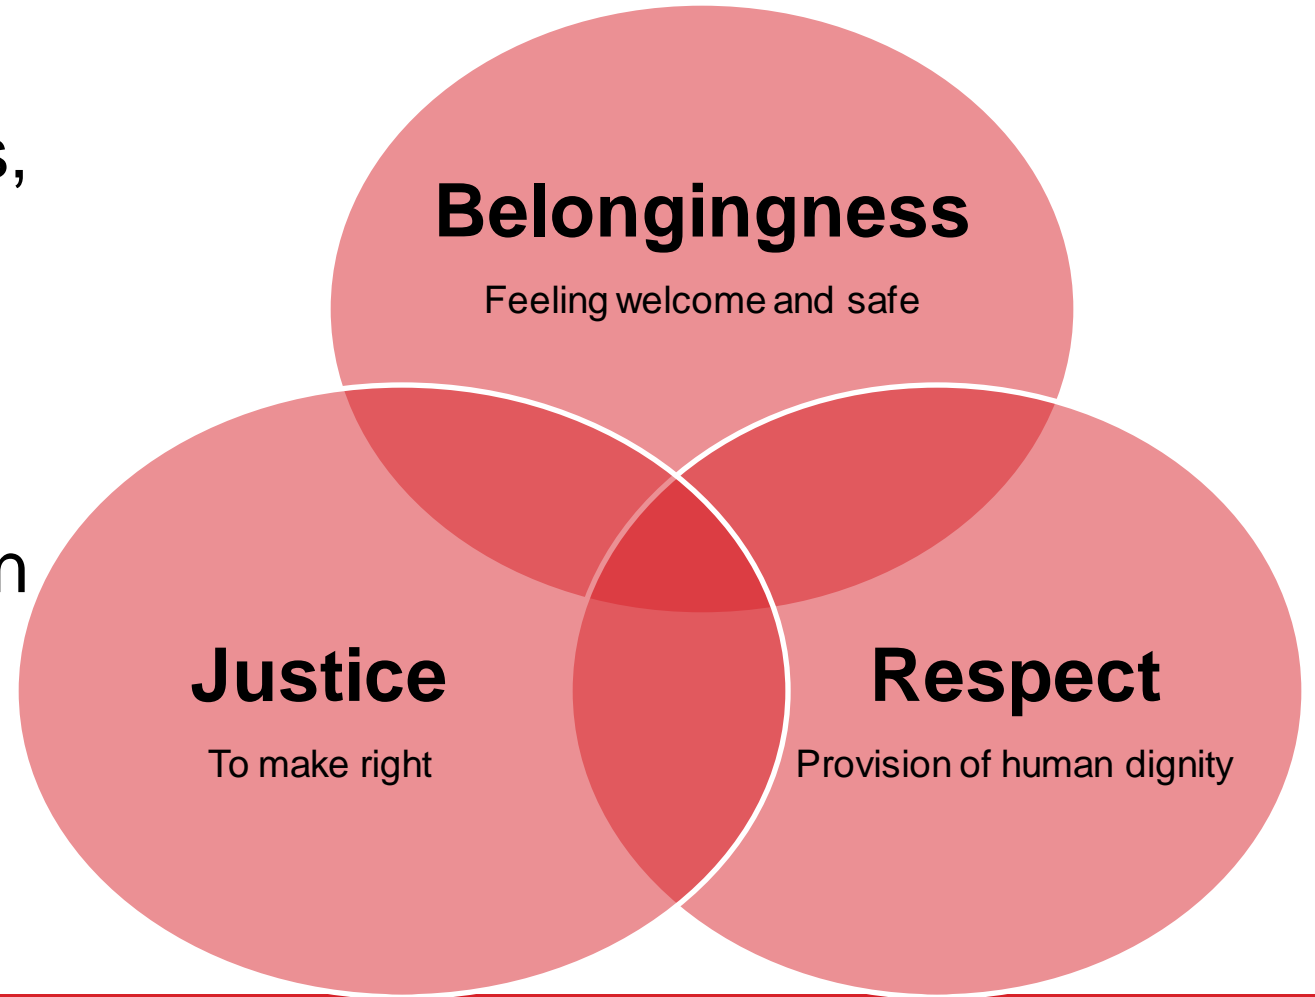 s,
Belongingness
Feeling welcome and safe
n
Justice
To make right
Respect
Provision of human dignity